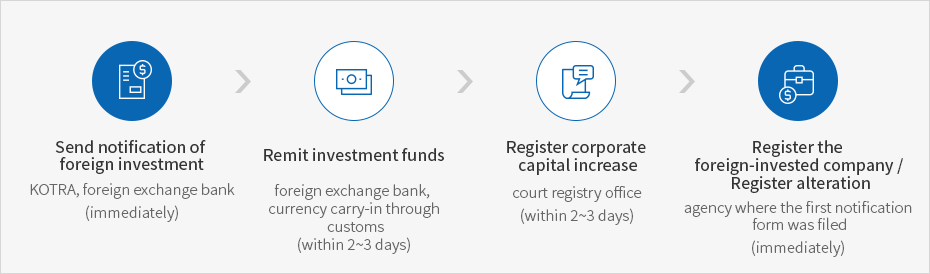 Send notification of
foreign investment
KOTRA, foreign exchange bank
(immediately)
Remit investment funds
foreign exchange bank,
currency carry-in through
customs
(within 2~3 days)
Register corporate
capital increase
court registry office
(within 2~3 days)
Register the
foreign-invested company /
Register alteration
agency where the first notification
form was filed
(immediately)